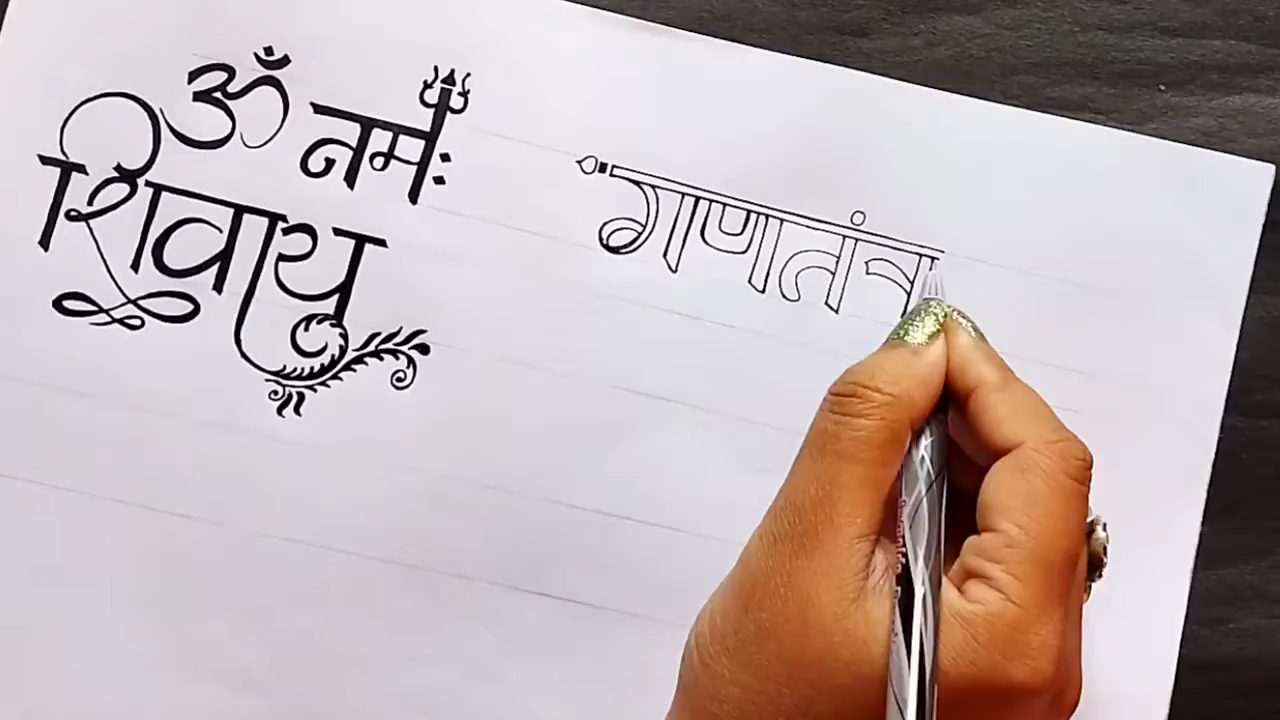 ॐ नमः
शिवाय
गणतंत्र